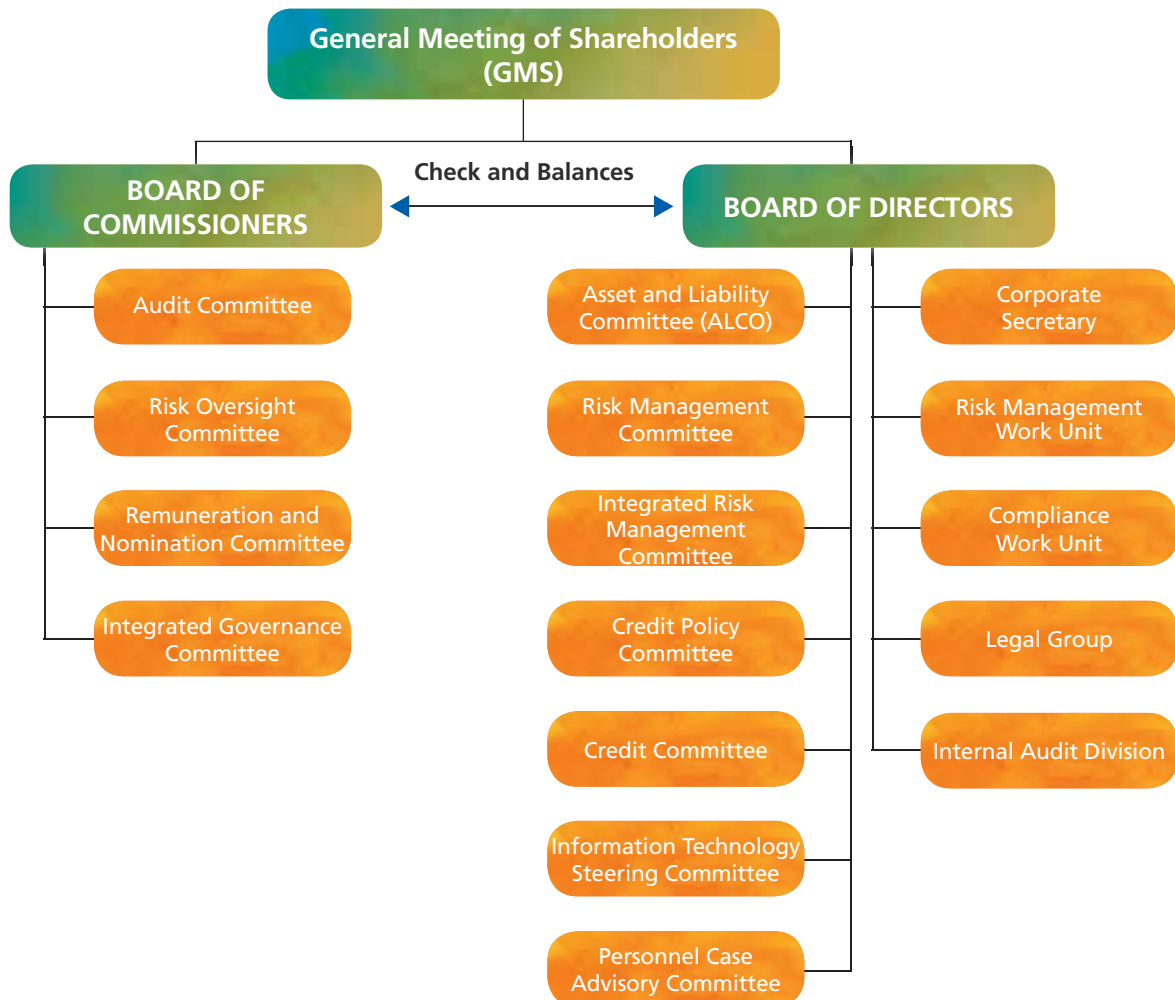 General Meeting of Shareholders
(GMS)
Check and Balances
BOARD OF
COMMISSIONERS
BOARD OF DIRECTORS
Audit Committee
Risk Oversight
Committee
Remuneration and
Nomination Committee
Integrated Governance
Committee
Asset and Liability
Committee (ALCO)
Risk Management
Committee
Integrated Risk
Management
Committee
Credit Policy
Committee
Credit Committee
Information Technology
Steering Committee
Personnel Case
Advisory Committee
Corporate
Secretary
Risk Management
Work Unit
Compliance
Work Unit
Legal Group
Internal Audit Division